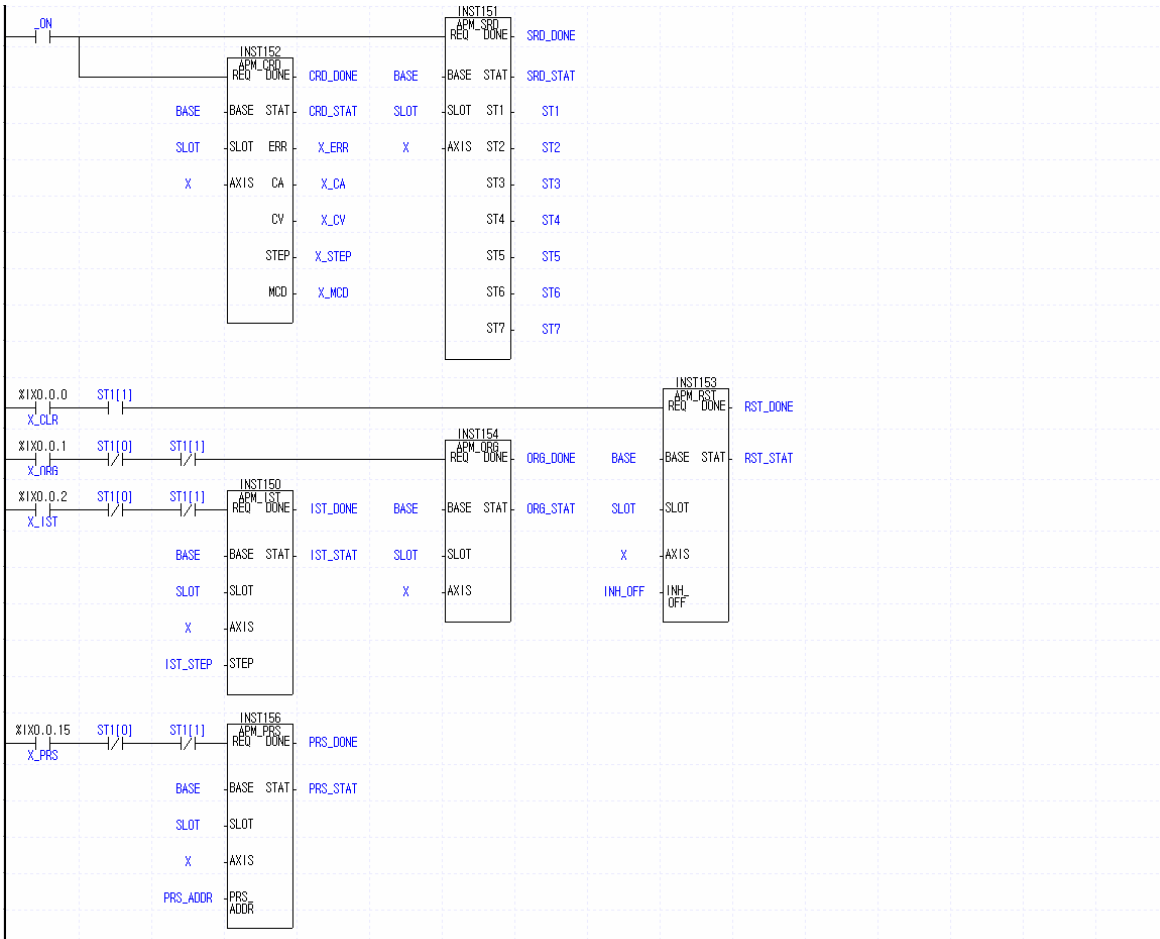 _ON
INST151
APM_SRD
REQ DONE SRD_DONE
INST152
APM_CRD
REQ DONE CRD_DONE BASE BASE STAT SRD_STAT
BASE BASE STAT CRD_STAT SLOT SLOT ST1 ST1
SLOT SLOT ERR X_ERR X AXIS ST2 ST2
X AXIS CA X_CA ST3 ST3
CV X_CV ST4 ST4
STEP X_STEP ST5 ST5
MCD X_MCD ST6 ST6
ST7 ST7
INST153
%IX0.0.0 ST1[1] APM_RST
REQ DONE RST_DONE
X_CLR
INST154
%IX0.0.1 ST1[0] ST1[1] APM_ORG
REQ DONE ORG_DONE BASE BASE STAT RST_STAT
X_ORG
INST150
%IX0.0.2 ST1[0] ST1[1] APM_IST
REQ DONE IST_DONE BASE BASE STAT ORG_STAT SLOT SLOT
X_IST
BASE BASE STAT IST_STAT SLOT SLOT X AXIS
SLOT SLOT X AXIS INH_OFF INH_
OFF
X AXIS
IST_STEP STEP
INST156
%IX0.0.15 ST1[0] ST1[1] APM_PRS
REQ DONE PRS_DONE
X_PRS
BASE BASE STAT PRS_STAT
SLOT SLOT
X AXIS
PRS_ADDR PRS_
ADDR